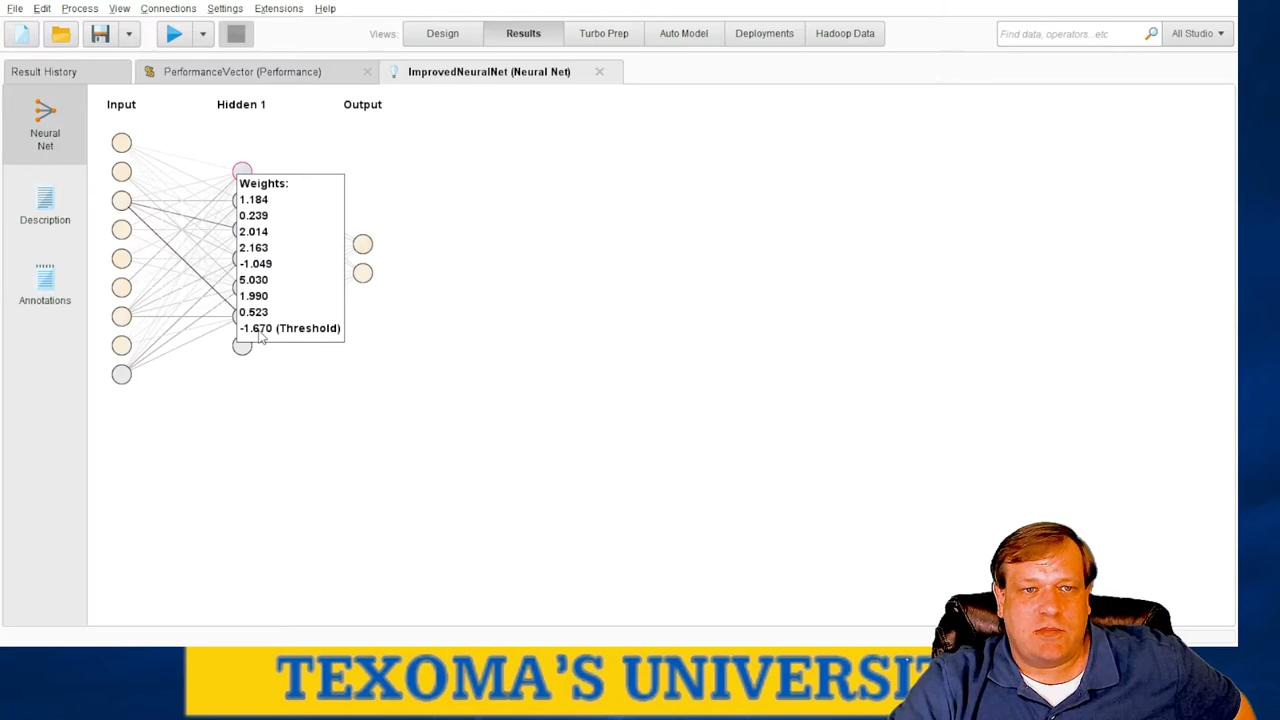 File Edit Process View Connections Settings Extensions Help
Views: Design Results Turbo Prep Auto Model Deployments Hadoop Data Find data, operators...etc All Studio
Result History PerformanceVector (Performance) ImprovedNeuralNet (Neural Net)
Neural
Net
Description
Annotations
Input Hidden 1 Output
Weights:
1.184
0.239
2.014
2.163
-1.049
5.030
1.990
0.523
-1.670 (Threshold)
TEXOMA'S